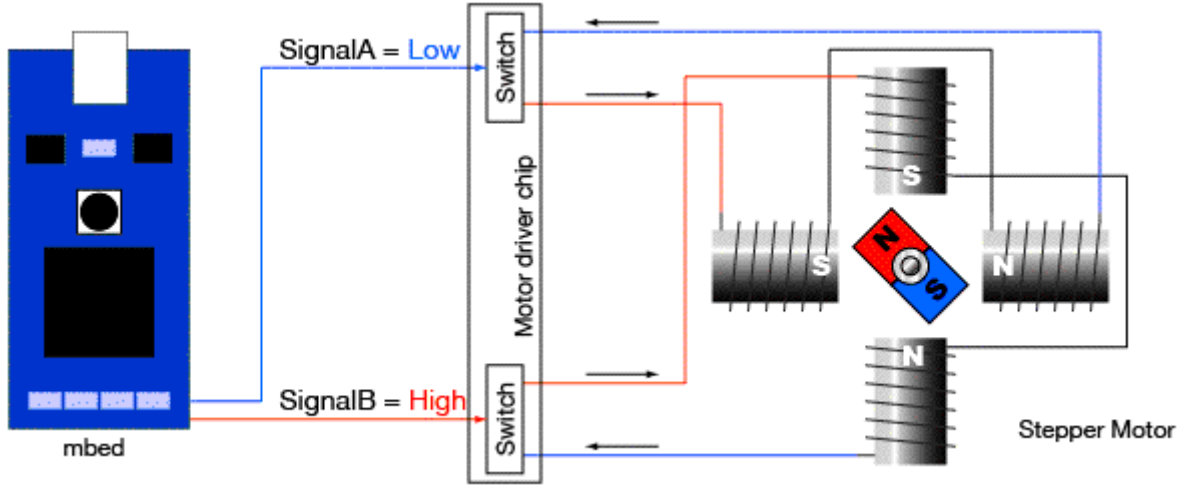 SignalA = Low
Switch
Motor driver chip
S
S
N
N
S
N
SignalB = High
Switch
mbed
Stepper Motor